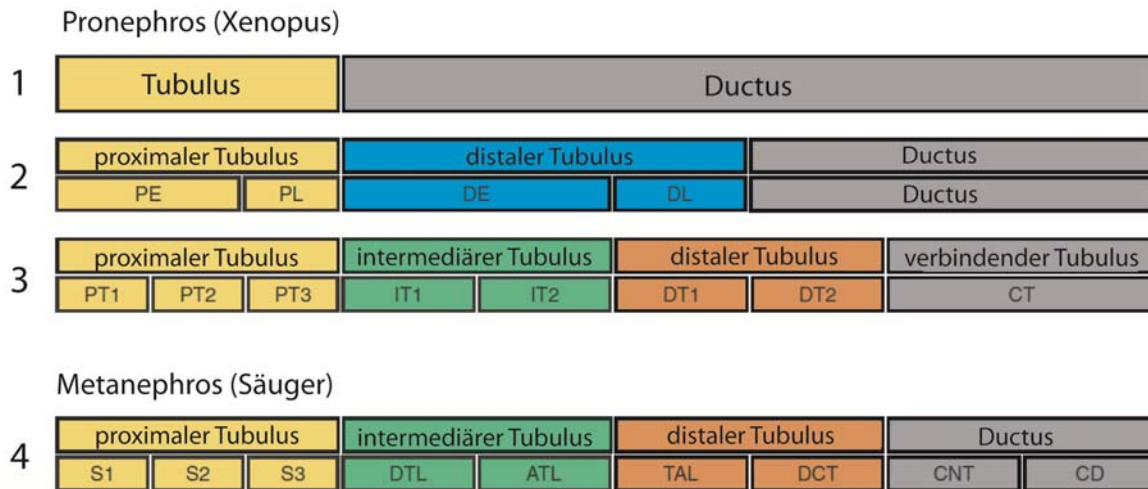 Pronephros (Xenopus)
1 Tubulus Ductus
proximaler Tubulus distaler Tubulus Ductus
2
PE PL DE DL Ductus
proximaler Tubulus intermediärer Tubulus distaler Tubulus verbindender Tubulus
3
PT1 PT2 PT3 IT1 IT2 DT1 DT2 CT
Metanephros (Säuger)
proximaler Tubulus intermediärer Tubulus distaler Tubulus Ductus
4
S1 S2 S3 DTL ATL TAL DCT CNT CD